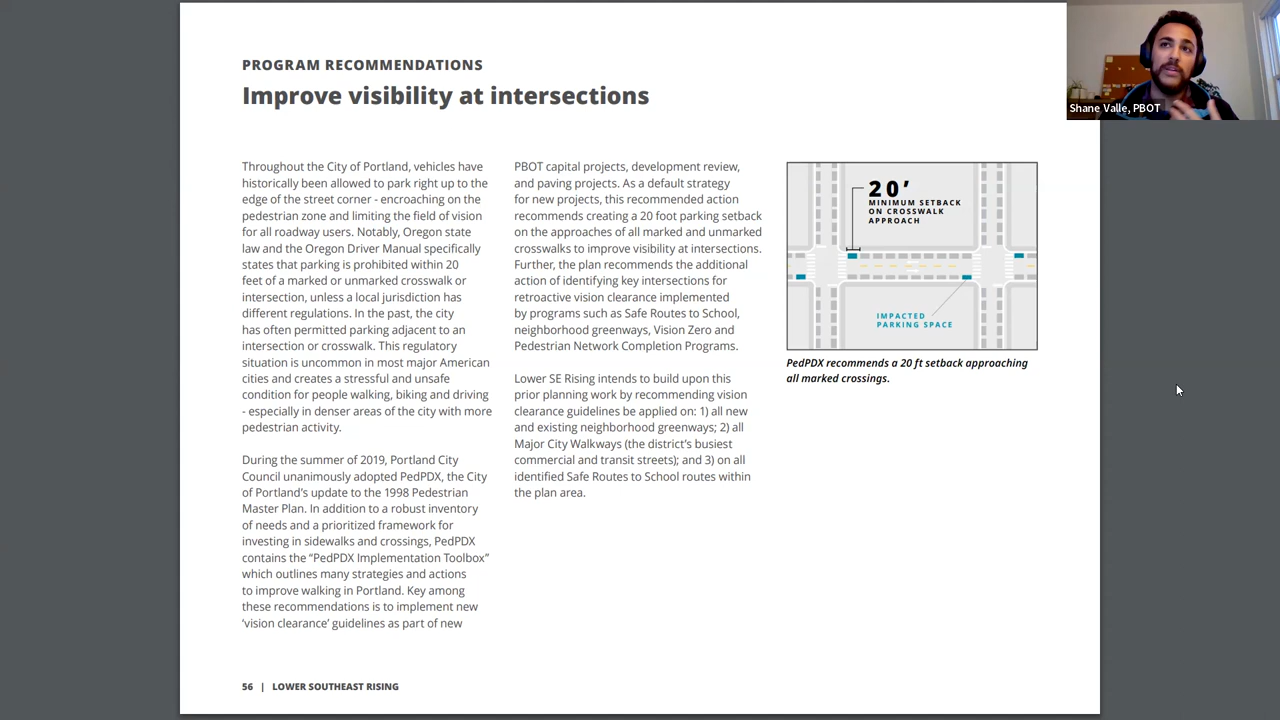 PROGRAM RECOMMENDATIONS
Improve visibility at intersections
Throughout the City of Portland, vehicles have
historically been allowed to park right up to the
edge of the street corner - encroaching on the
pedestrian zone and limiting the field of vision
for all roadway users. Notably, Oregon state
law and the Oregon Driver Manual specifically
states that parking is prohibited within 20
feet of a marked or unmarked crosswalk or
intersection, unless a local jurisdiction has
different regulations. In the past, the city
has often permitted parking adjacent to an
intersection or crosswalk. This regulatory
situation is uncommon in most major American
cities and creates a stressful and unsafe
condition for people walking, biking and driving
- especially in denser areas of the city with more
pedestrian activity.
During the summer of 2019, Portland City
Council unanimously adopted PedPDX, the City
of Portland's update to the 1998 Pedestrian
Master Plan. In addition to a robust inventory
of needs and a prioritized framework for
investing in sidewalks and crossings, PedPDX
contains the "PedPDX Implementation Toolbox"
which outlines many strategies and actions
to improve walking in Portland. Key among
these recommendations is to implement new
'vision clearance' guidelines as part of new
PBOT capital projects, development review,
and paving projects. As a default strategy
for new projects, this recommended action
recommends creating a 20 foot parking setback
on the approaches of all marked and unmarked
crosswalks to improve visibility at intersections.
Further, the plan recommends the additional
action of identifying key intersections for
retroactive vision clearance implemented
by programs such as Safe Routes to School,
neighborhood greenways, Vision Zero and
Pedestrian Network Completion Programs.
Lower SE Rising intends to build upon this
prior planning work by recommending vision
clearance guidelines be applied on: 1) all new
and existing neighborhood greenways; 2) all
Major City Walkways (the district's busiest
commercial and transit streets); and 3) on all
identified Safe Routes to School routes within
the plan area.
20'
MINIMUM SETBACK
ON CROSSWALK
APPROACH
IMPACTED
PARKING SPACE
PedPDX recommends a 20 ft setback approaching
all marked crossings.
56 | LOWER SOUTHEAST RISING
Shane Valle, PBOT